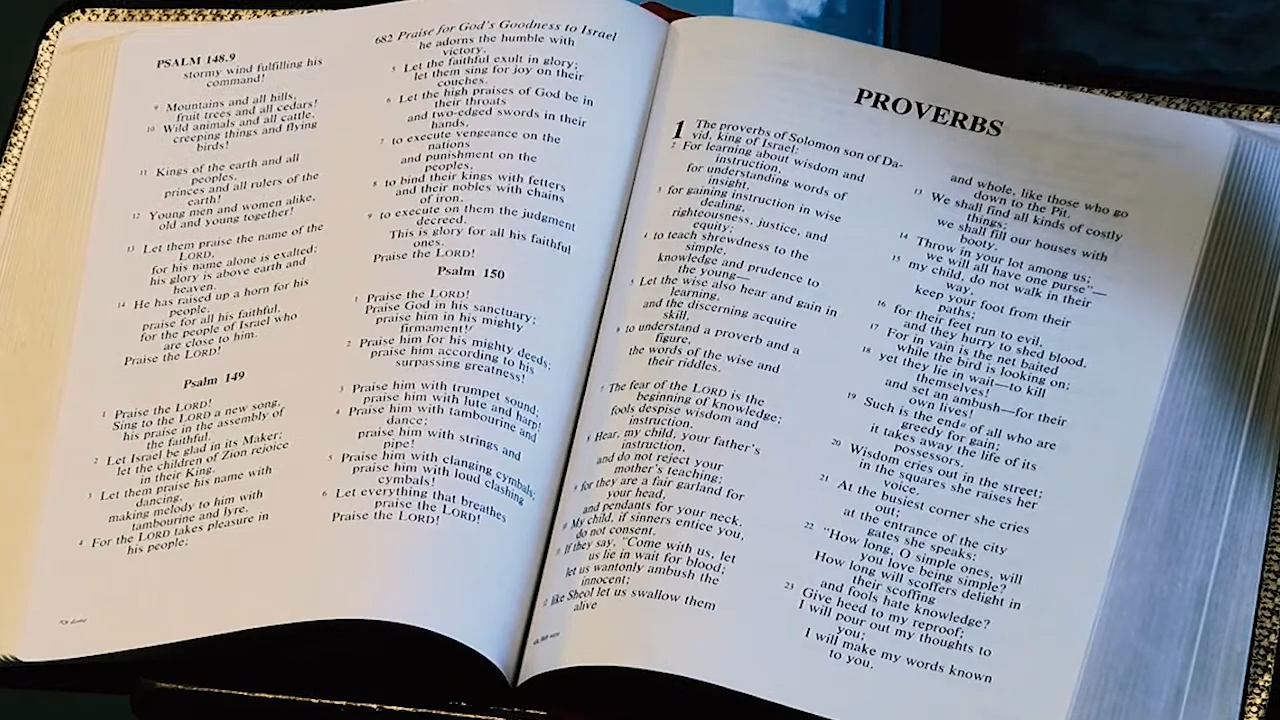 PSALM 148.9
stormy wind fulfilling his
command!
9 Mountains and all hills,
fruit trees and all cedars!
10 Wild animals and all cattle,
creeping things and flying
birds!
11 Kings of the earth and all
peoples,
princes and all rulers of the
earth!
12 Young men and women alike,
old and young together!
13 Let them praise the name of the
LORD,
for his name alone is exalted;
his glory is above earth and
heaven.
14 He has raised up a horn for his
people,
praise for all his faithful,
for the people of Israel who
are close to him.
Praise the LORD!
Psalm 149
1 Praise the LORD!
Sing to the LORD a new song,
his praise in the assembly of
the faithful.
2 Let Israel be glad in its Maker;
let the children of Zion rejoice
in their King.
3 Let them praise his name with
dancing,
making melody to him with
tambourine and lyre.
4 For the LORD takes pleasure in
his people;
682 Praise for God's Goodness to Israel
he adorns the humble with
victory.
5 Let the faithful exult in glory;
let them sing for joy on their
couches.
6 Let the high praises of God be in
their throats
and two-edged swords in their
hands,
7 to execute vengeance on the
nations
and punishment on the
peoples,
8 to bind their kings with fetters
and their nobles with chains
of iron,
9 to execute on them the judgment
decreed.
This is glory for all his faithful
ones.
Praise the LORD!
Psalm 150
1 Praise the LORD!
Praise God in his sanctuary;
praise him in his mighty
firmament!
2 Praise him for his mighty deeds;
praise him according to his
surpassing greatness!
3 Praise him with trumpet sound;
praise him with lute and harp!
4 Praise him with tambourine and
dance;
praise him with strings and
pipe!
5 Praise him with clanging cymbals;
praise him with loud clashing
cymbals!
6 Let everything that breathes
praise the LORD!
Praise the LORD!
PROVERBS
1 The proverbs of Solomon son of Da-
vid, king of Israel:
2 For learning about wisdom and
instruction,
for understanding words of
insight,
3 for gaining instruction in wise
dealing,
righteousness, justice, and
equity;
4 to teach shrewdness to the
simple,
knowledge and prudence to
the young—
5 Let the wise also hear and gain in
learning,
and the discerning acquire
skill,
6 to understand a proverb and a
figure,
the words of the wise and
their riddles.
7 The fear of the LORD is the
beginning of knowledge;
fools despise wisdom and
instruction.
8 Hear, my child, your father's
instruction,
and do not reject your
mother's teaching;
9 for they are a fair garland for
your head,
and pendants for your neck.
10 My child, if sinners entice you,
do not consent.
11 If they say, "Come with us, let
us lie in wait for blood;
let us wantonly ambush the
innocent;
12 like Sheol let us swallow them
alive
and whole, like those who go
down to the Pit.
13 We shall find all kinds of costly
things;
we shall fill our houses with
booty.
14 Throw in your lot among us;
we will all have one purse"—
15 my child, do not walk in their
way,
keep your foot from their
paths;
16 for their feet run to evil,
and they hurry to shed blood.
17 For in vain is the net baited
while the bird is looking on;
18 yet they lie in wait—to kill
themselves!
and set an ambush—for their
own lives!
19 Such is the end of all who are
greedy for gain;
it takes away the life of its
possessors.
20 Wisdom cries out in the street;
in the squares she raises her
voice.
21 At the busiest corner she cries
out;
at the entrance of the city
gates she speaks:
22 "How long, O simple ones, will
you love being simple?
How long will scoffers delight in
their scoffing
and fools hate knowledge?
23 Give heed to my reproof;
I will pour out my thoughts to
you;
I will make my words known
to you.